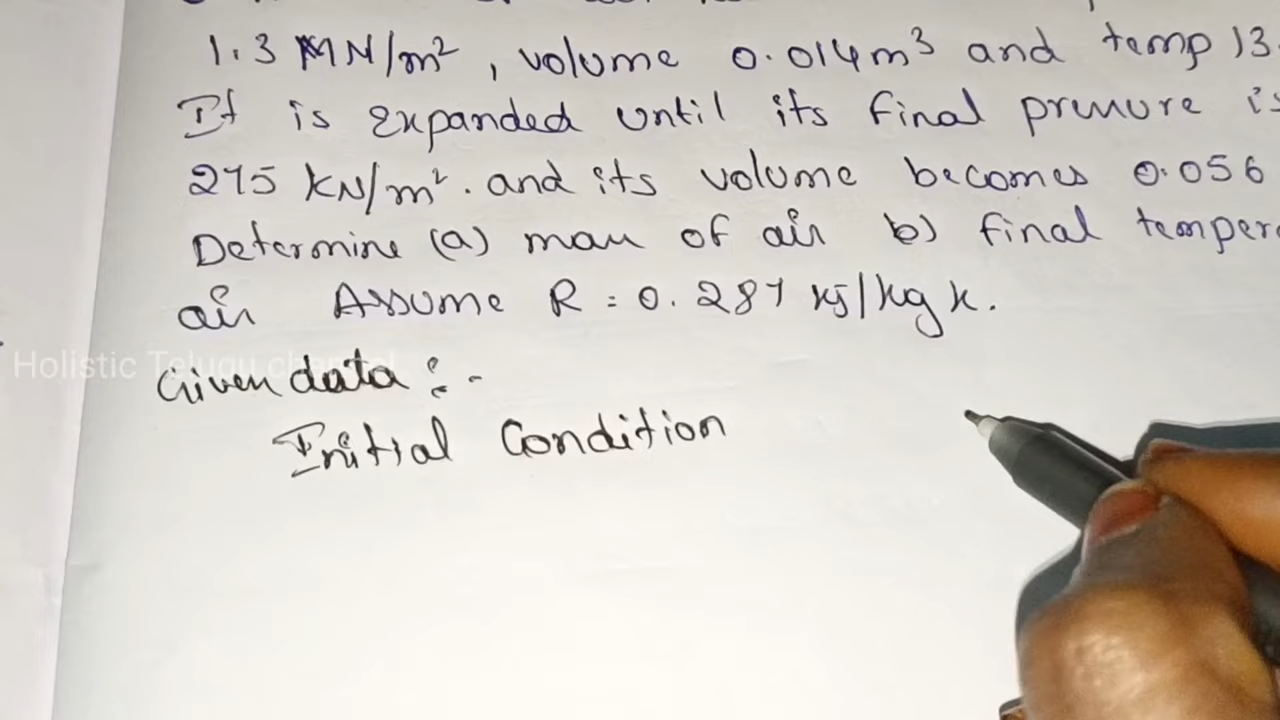 1.3 MN/m², volume 0.014m³ and temp 13
It is expanded until its final pressure is
275 KN/m². and its volume becomes 0.056
Determine (a) mass of air b) final temper
air Assume R = 0.287 KJ/kg K.
Holistic Telugu channel
Given data :-
Initial Condition